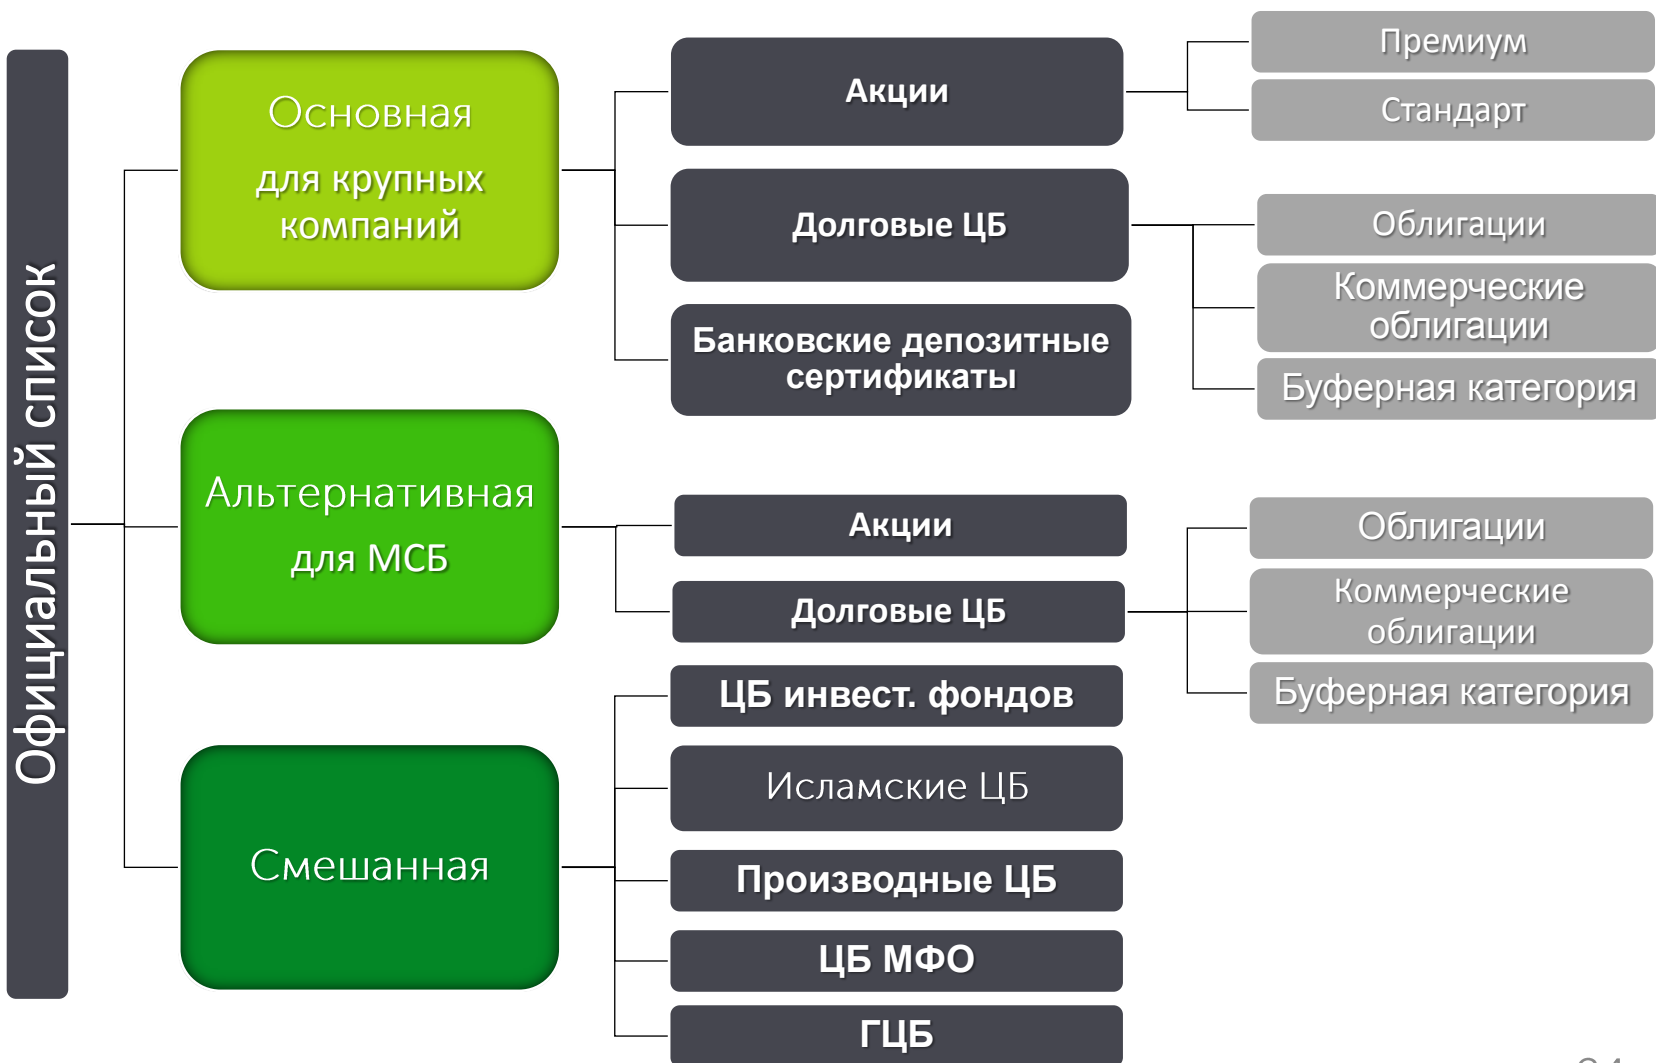 Официальный список
Основная
для крупных
компаний
Акции
Премиум
Стандарт
Долговые ЦБ
Облигации
Коммерческие
облигации
Буферная категория
Банковские депозитные
сертификаты
Альтернативная
для МСБ
Акции
Долговые ЦБ
Облигации
Коммерческие
облигации
Буферная категория
Смешанная
ЦБ инвест. фондов
Исламские ЦБ
Производные ЦБ
ЦБ МФО
ГЦБ